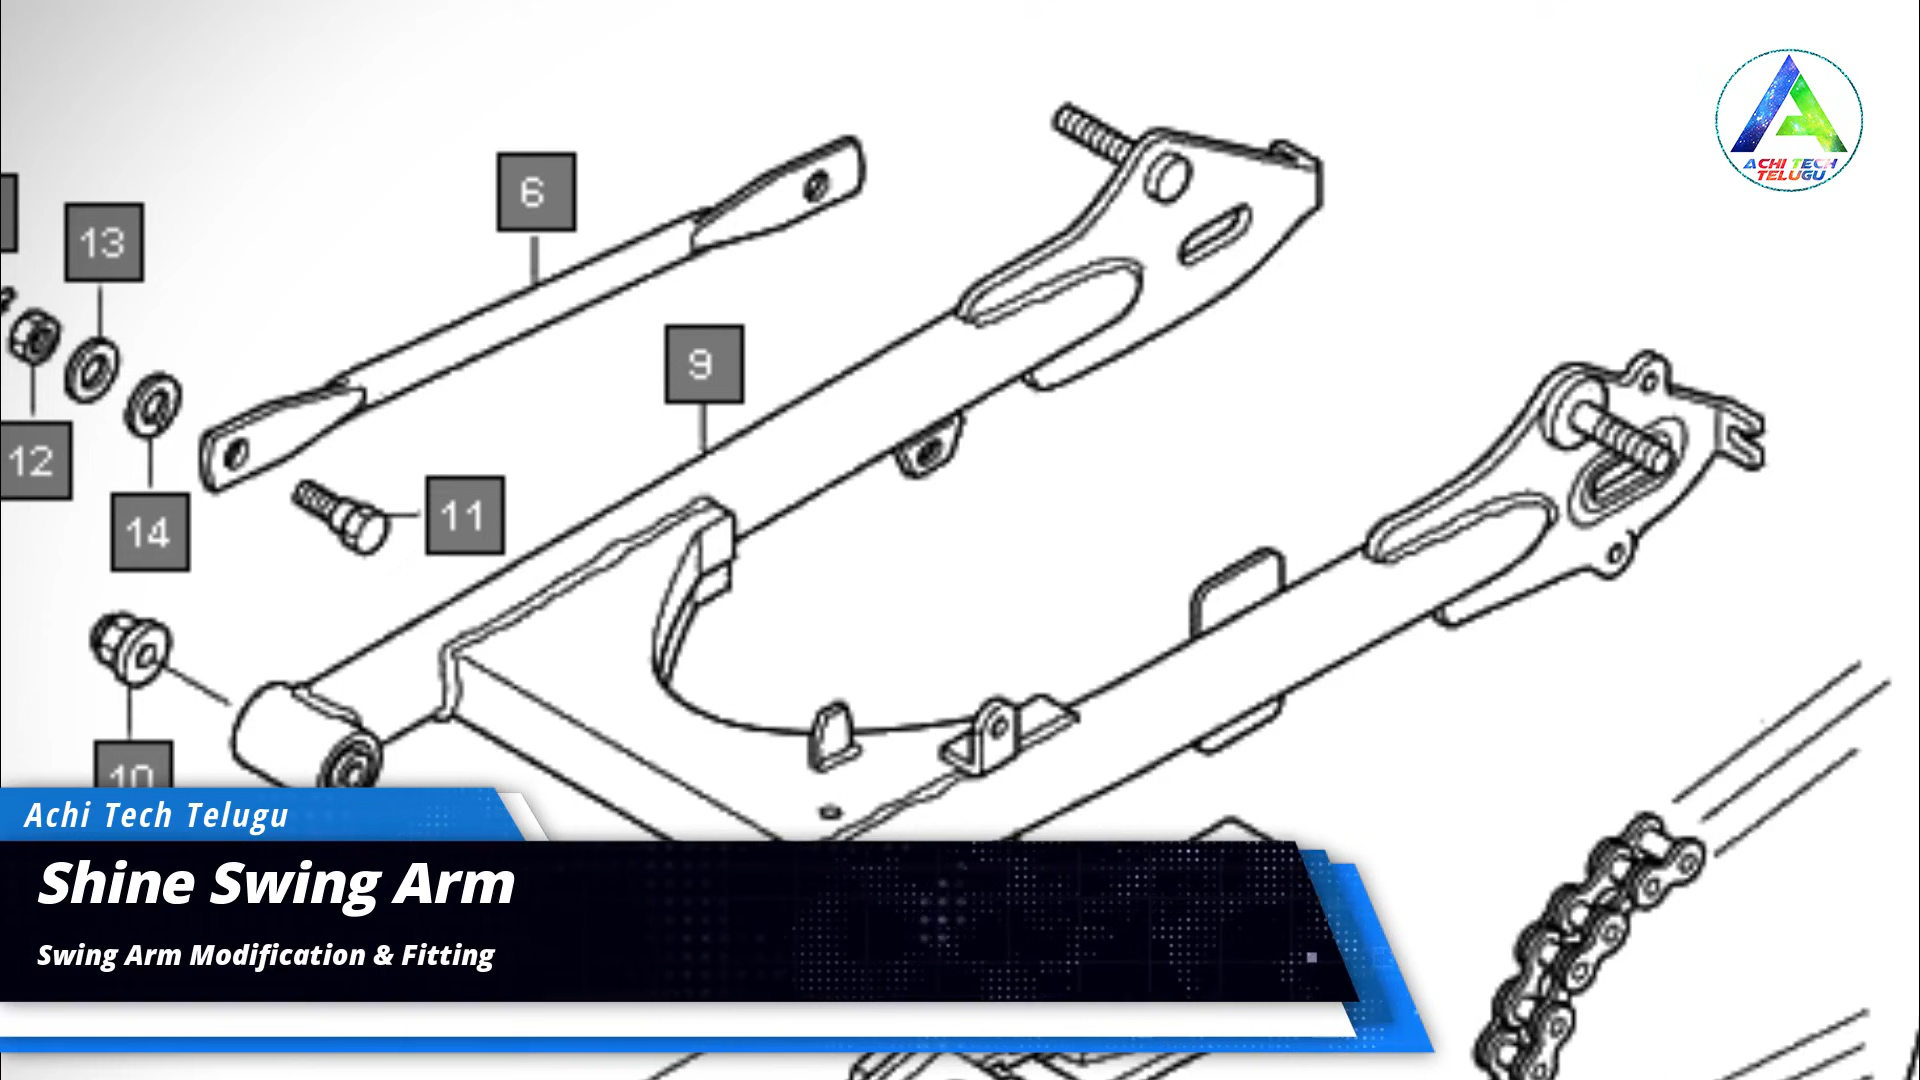 ACHI TECH
TELUGU
6
13
9
12
14
11
10
Achi Tech Telugu
Shine Swing Arm
Swing Arm Modification & Fitting